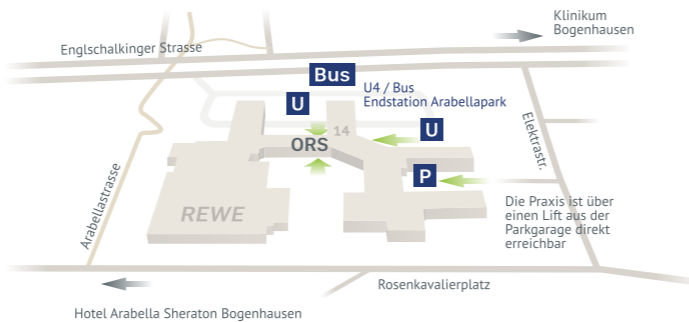 Klinikum
Bogenhausen
Englschalkinger Strasse
Bus
U4 / Bus
Endstation Arabellapark
U
14
U
ORS
Elektrastr.
P
Arabellastrasse
REWE
Die Praxis ist über
einen Lift aus der
Parkgarage direkt
erreichbar
Rosenkavalierplatz
Hotel Arabella Sheraton Bogenhausen